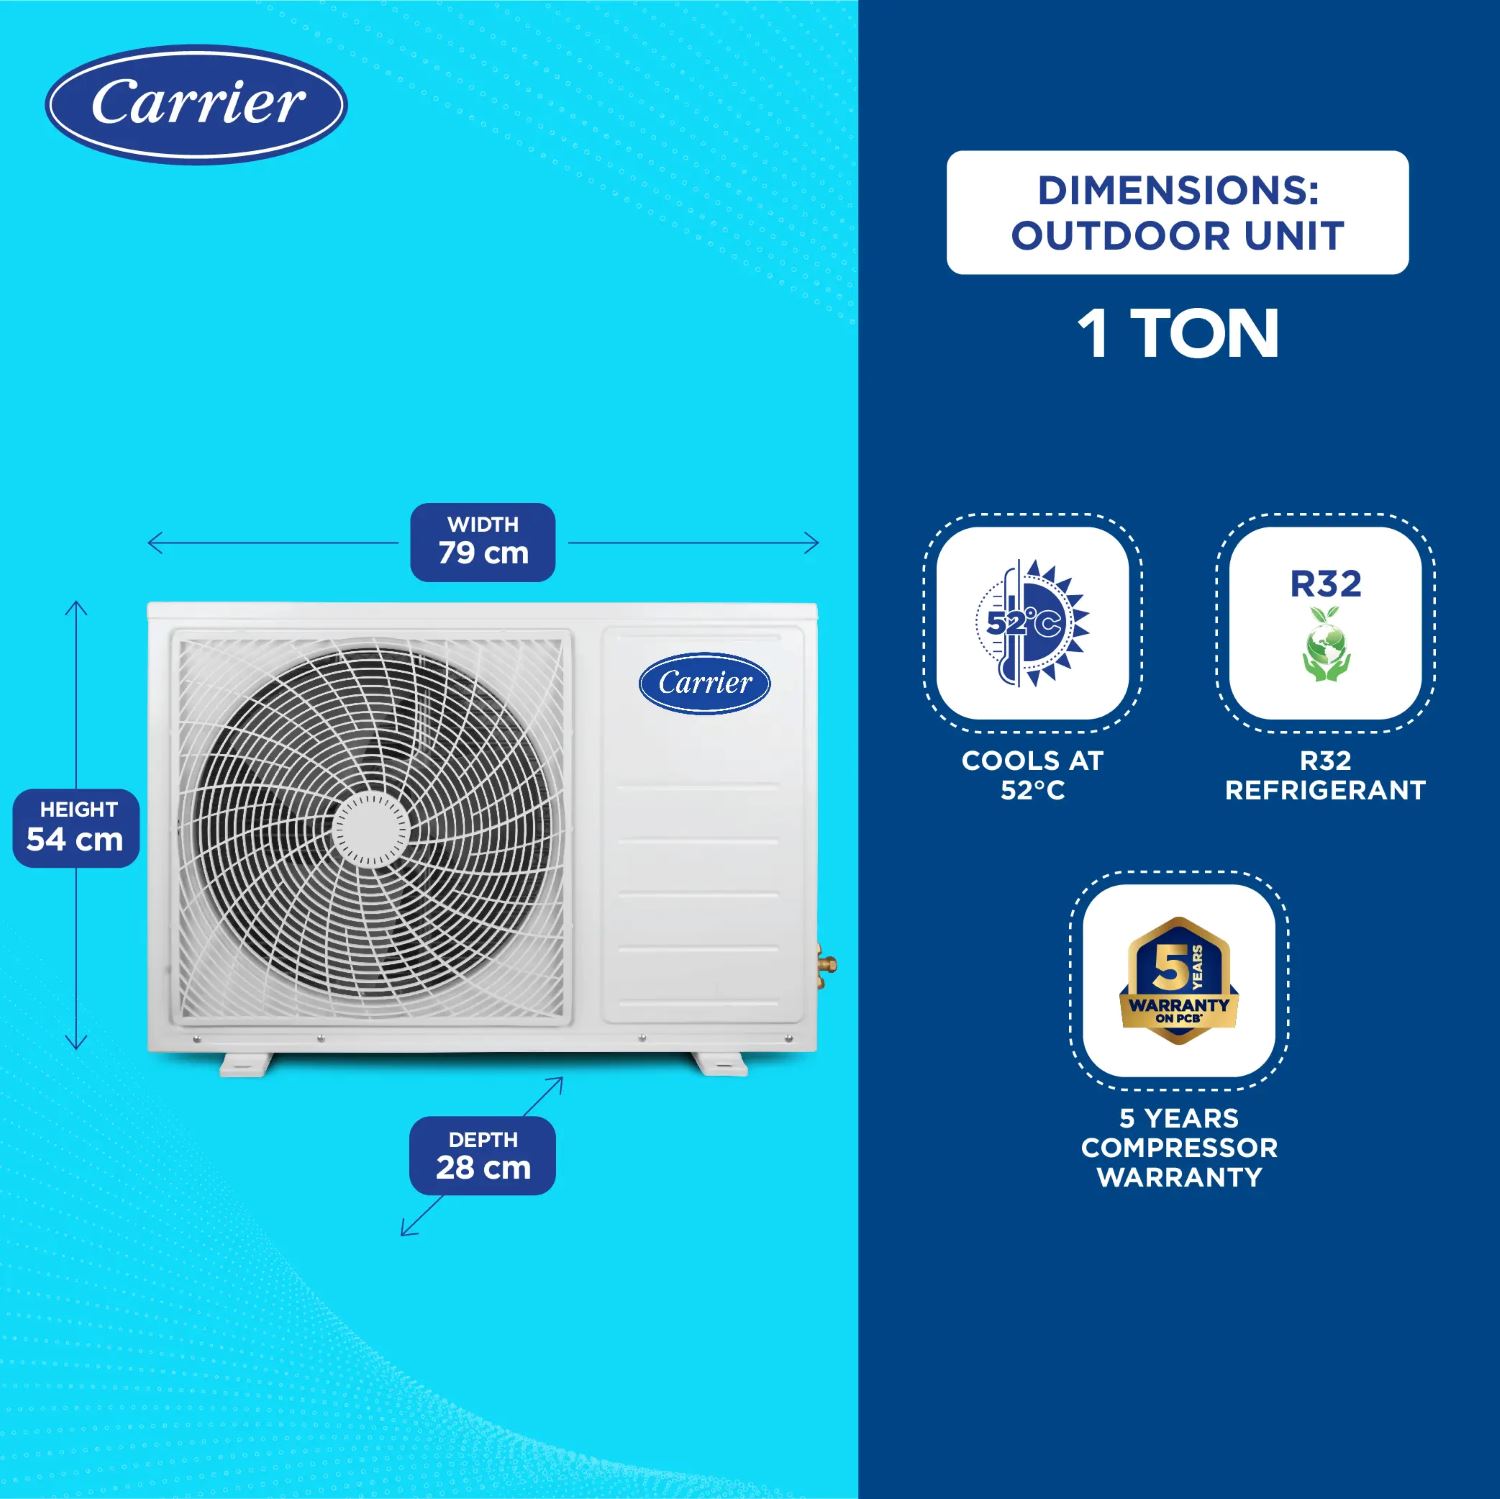 Carrier
DIMENSIONS:
OUTDOOR UNIT
1 TON
WIDTH
79 cm
HEIGHT
54 cm
Carrier
DEPTH
28 cm
52°C
COOLS AT
52°C
R32
R32
REFRIGERANT
5 YEARS
WARRANTY
ON PCB*
5 YEARS
COMPRESSOR
WARRANTY